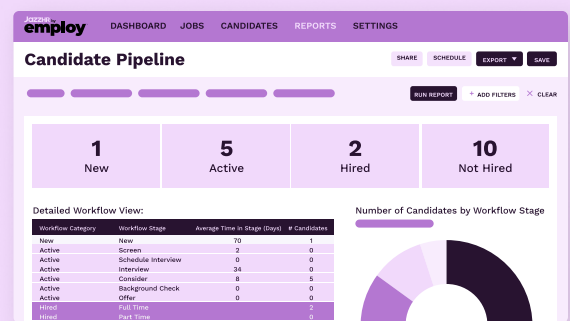 JazzHR
employ
DASHBOARD JOBS CANDIDATES REPORTS SETTINGS
Candidate Pipeline
SHARE SCHEDULE EXPORT SAVE
RUN REPORT + ADD FILTERS × CLEAR
1 5 2 10
New Active Hired Not Hired
Detailed Workflow View:
Number of Candidates by Workflow Stage
Workflow Category Workflow Stage Average Time in Stage (Days) # Candidates
New New 70 1
Active Screen 2 0
Active Schedule Interview 0 0
Active Interview 34 0
Active Consider 8 5
Active Background Check 0 0
Active Offer 0 0
Hired Full Time 2
Hired Part Time 0